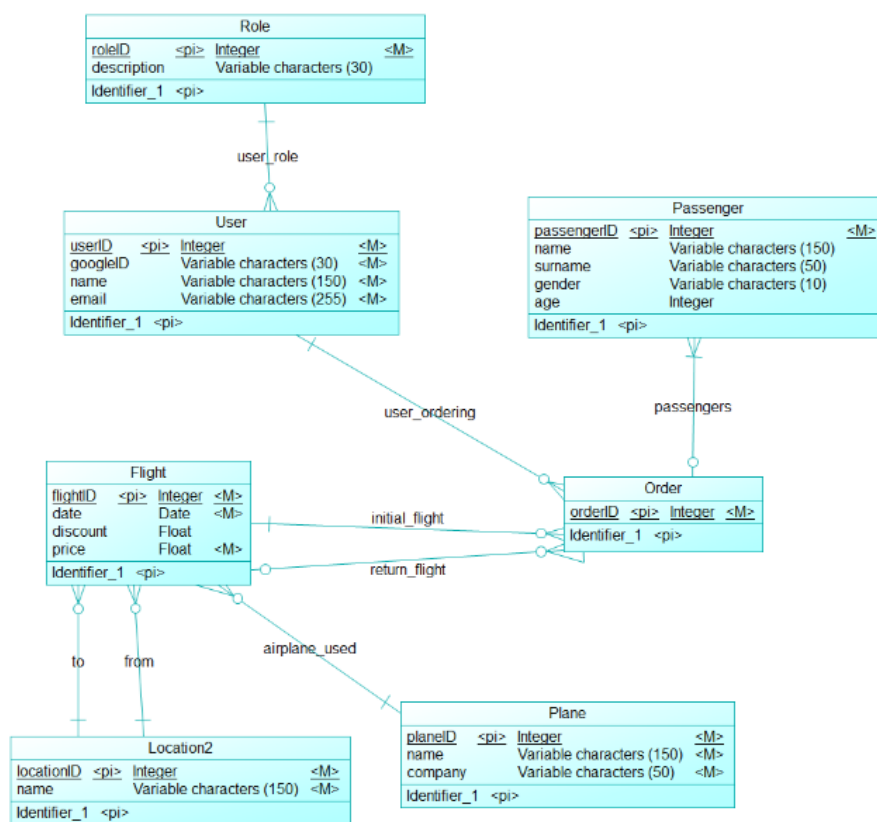 Role
roleID <pi> Integer <M>
description Variable characters (30)
Identifier_1 <pi>
user_role
User
userID <pi> Integer <M>
googleID Variable characters (30) <M>
name Variable characters (150) <M>
email Variable characters (255) <M>
Identifier_1 <pi>
Passenger
passengerID <pi> Integer <M>
name Variable characters (150)
surname Variable characters (50)
gender Variable characters (10)
age Integer
Identifier_1 <pi>
user_ordering
passengers
Flight
flightID <pi> Integer <M>
date Date <M>
discount Float
price Float <M>
Identifier_1 <pi>
initial_flight
return_flight
Order
orderID <pi> Integer <M>
Identifier_1 <pi>
to
from
airplane_used
Location2
locationID <pi> Integer <M>
name Variable characters (150) <M>
Identifier_1 <pi>
Plane
planeID <pi> Integer <M>
name Variable characters (150) <M>
company Variable characters (50) <M>
Identifier_1 <pi>